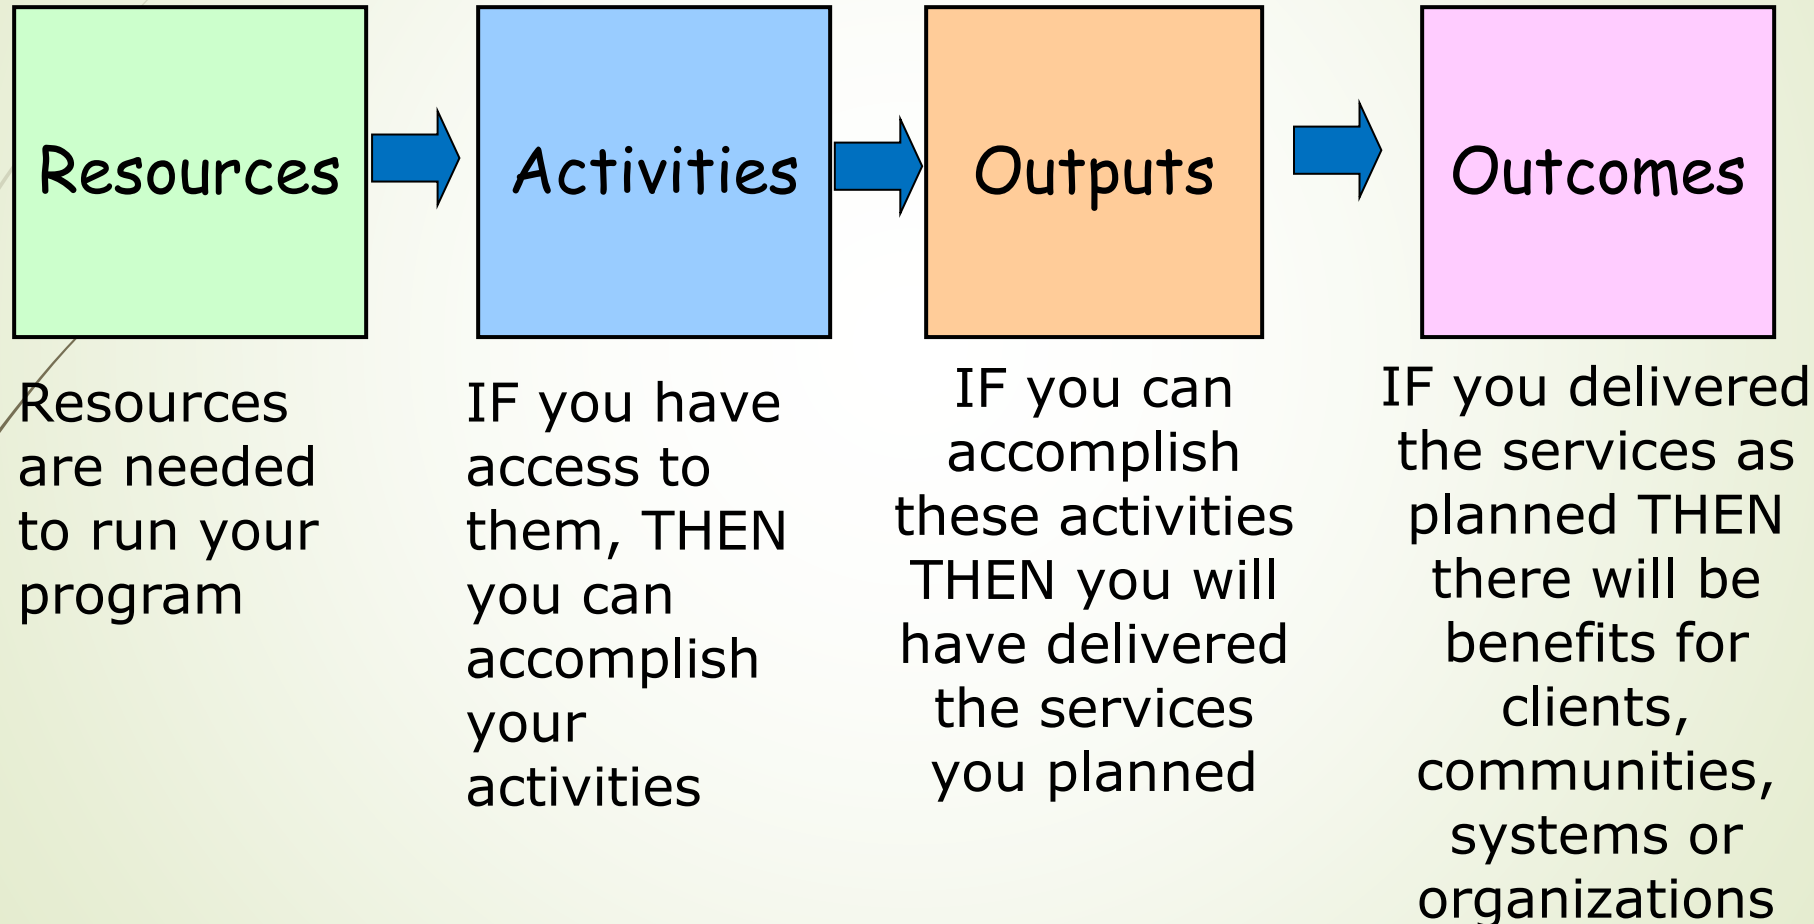 Resources
Activities
Outputs
Outcomes
Resources
are needed
to run your
program
IF you have
access to
them, THEN
you can
accomplish
your
activities
IF you can
accomplish
these activities
THEN you will
have delivered
the services
you planned
IF you delivered
the services as
planned THEN
there will be
benefits for
clients,
communities,
systems or
organizations